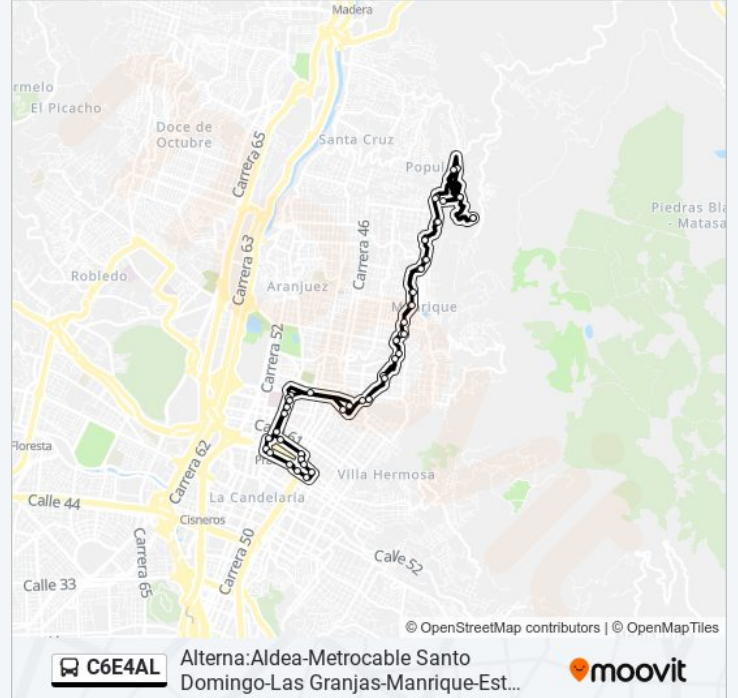 Madera
rmelo
El Picacho
Doce de
Octubre
Santa Cruz
Carrera 65
Popul
Piedras Bla
- Matasa
Carrera 46
Carrera 63
Robledo
Aranjuez
Manrique
Carrera 52
Floresta
Villa Hermosa
Carrera 62
La Candelaria
Calle 44
Cisneros
Carrera 50
Calle 52
Carrera 65
Calle 33
© OpenStreetMap contributors | © OpenMapTiles
C6E4AL
Alterna:Aldea-Metrocable Santo
Domingo-Las Granjas-Manrique-Est...
moovit